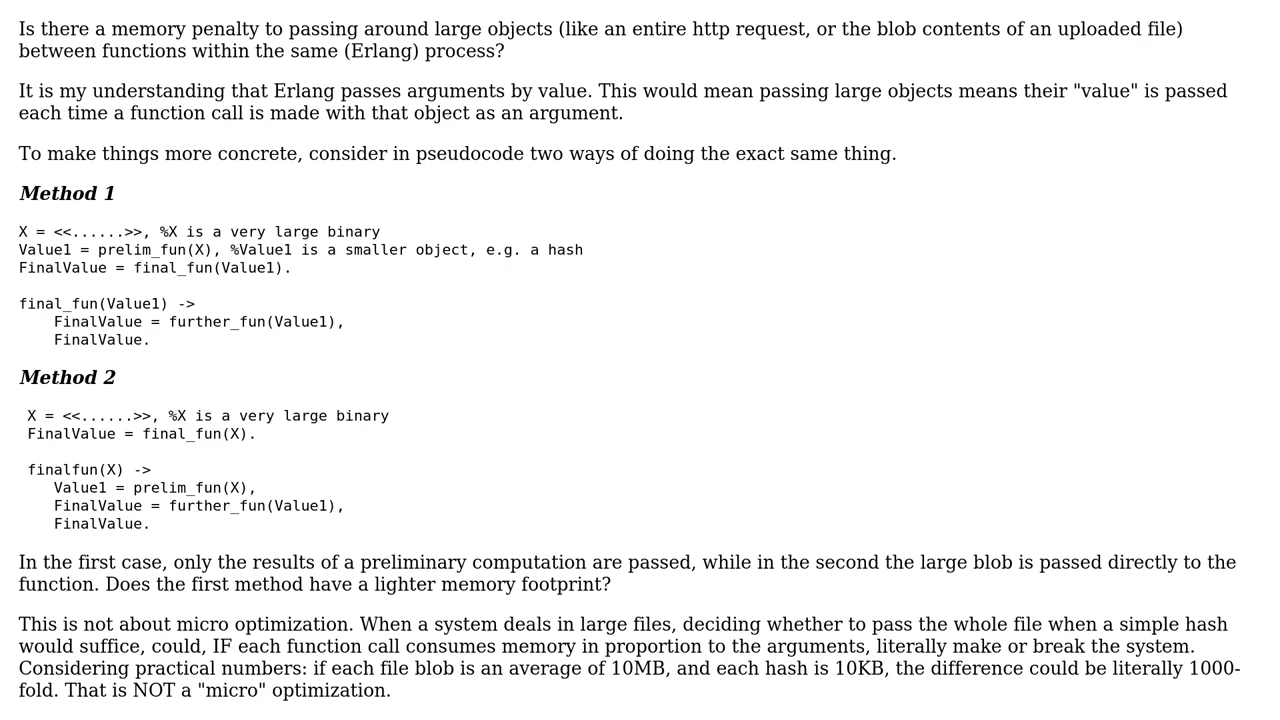 Is there a memory penalty to passing around large objects (like an entire http request, or the blob contents of an uploaded file)
between functions within the same (Erlang) process?
It is my understanding that Erlang passes arguments by value. This would mean passing large objects means their "value" is passed
each time a function call is made with that object as an argument.
To make things more concrete, consider in pseudocode two ways of doing the exact same thing.
Method 1
X = <<......>>, %X is a very large binary
Value1 = prelim_fun(X), %Value1 is a smaller object, e.g. a hash
FinalValue = final_fun(Value1).
final_fun(Value1) ->
    FinalValue = further_fun(Value1),
    FinalValue.
Method 2
 X = <<......>>, %X is a very large binary
 FinalValue = final_fun(X).
 finalfun(X) ->
    Value1 = prelim_fun(X),
    FinalValue = further_fun(Value1),
    FinalValue.
In the first case, only the results of a preliminary computation are passed, while in the second the large blob is passed directly to the
function. Does the first method have a lighter memory footprint?
This is not about micro optimization. When a system deals in large files, deciding whether to pass the whole file when a simple hash
would suffice, could, IF each function call consumes memory in proportion to the arguments, literally make or break the system.
Considering practical numbers: if each file blob is an average of 10MB, and each hash is 10KB, the difference could be literally 1000-
fold. That is NOT a "micro" optimization.